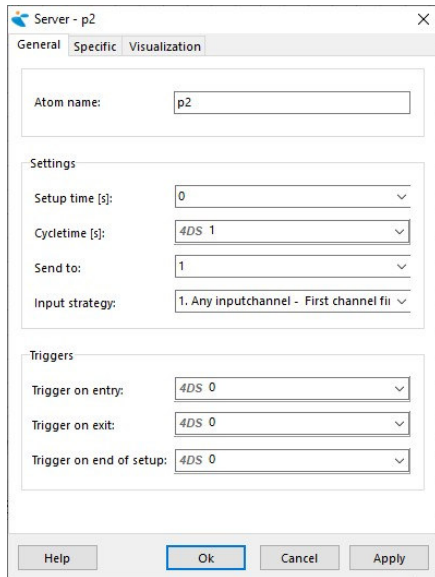 Server - p2
General Specific Visualization
Atom name: p2
Settings
Setup time [s]: 0
Cycletime [s]: 4DS 1
Send to: 1
Input strategy: 1. Any inputchannel - First channel fir
Triggers
Trigger on entry: 4DS 0
Trigger on exit: 4DS 0
Trigger on end of setup: 4DS 0
Help Ok Cancel Apply